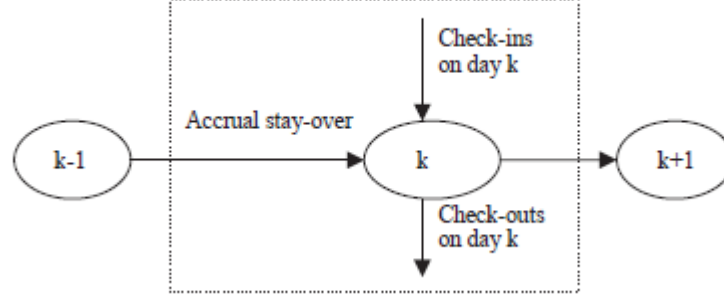 Check-ins
on day k
Accrual stay-over
k-1
k
k+1
Check-outs
on day k